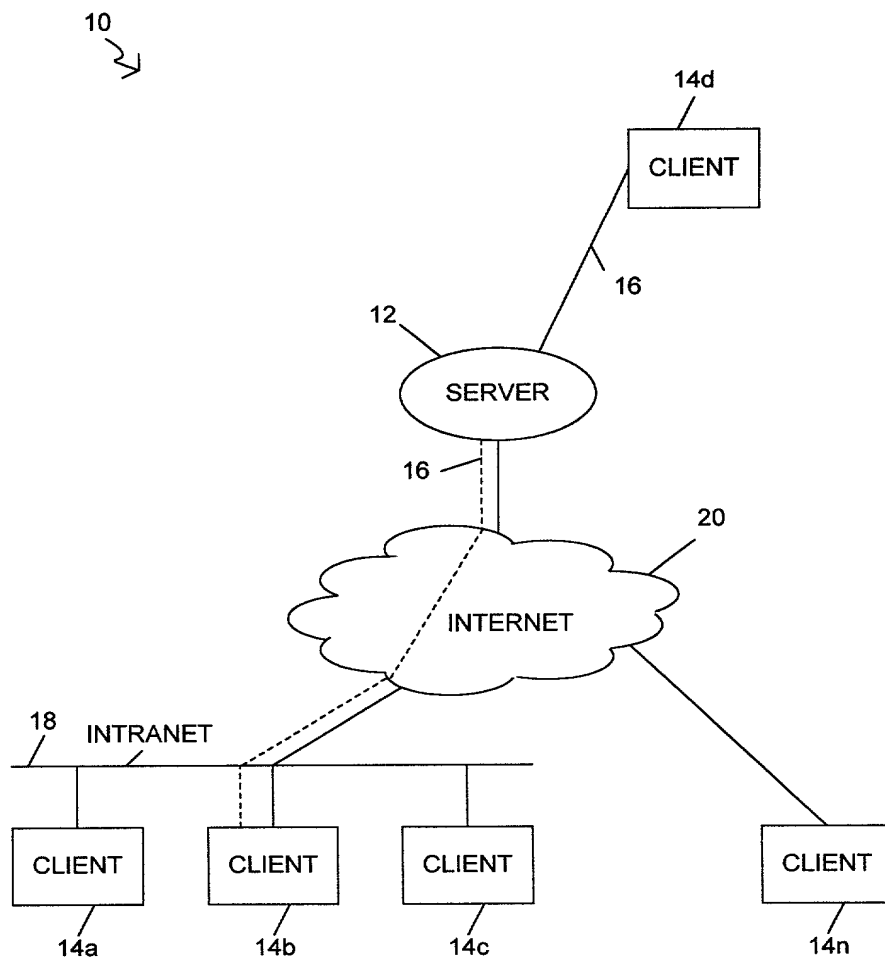 10
14d
CLIENT
16
12
SERVER
16
20
INTERNET
18
INTRANET
CLIENT
CLIENT
CLIENT
CLIENT
14a
14b
14c
14n